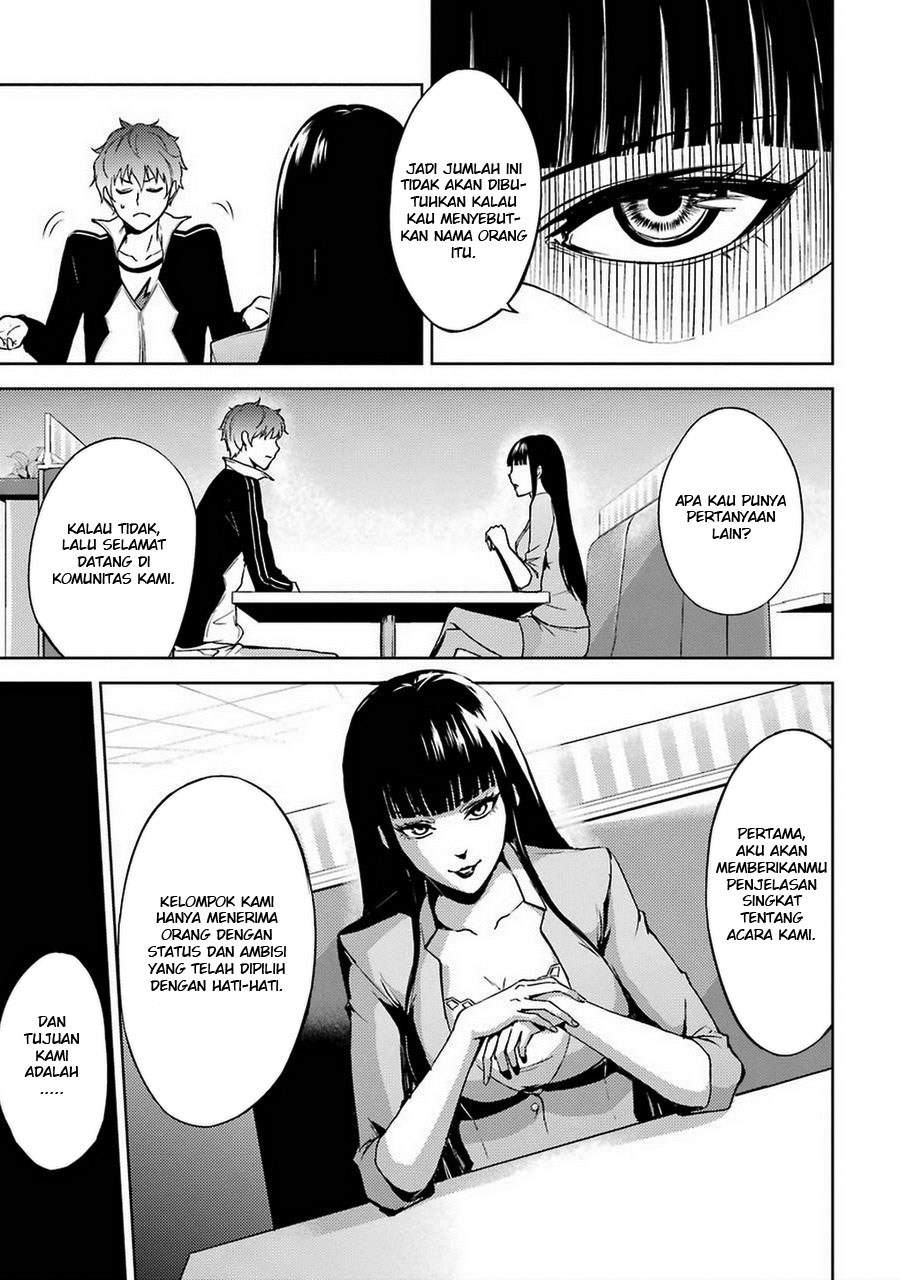 JADI JUMLAH INI
TIDAK AKAN DIBU-
TUHKAN KALAU
KAU MENYEBUT-
KAN NAMA ORANG
ITU.
APA KAU PUNYA
PERTANYAAN
LAIN?
KALAU TIDAK,
LALU SELAMAT
DATANG DI
KOMUNITAS KAMI.
PERTAMA,
AKU AKAN
MEMBERIKANMU
PENJELASAN
SINGKAT
TENTANG
ACARA KAMI.
KELOMPOK KAMI
HANYA MENERIMA
ORANG DENGAN
STATUS DAN AMBISI
YANG TELAH DIPILIH
DENGAN HATI-HATI.
DAN
TUJUAN
KAMI
ADALAH
.....